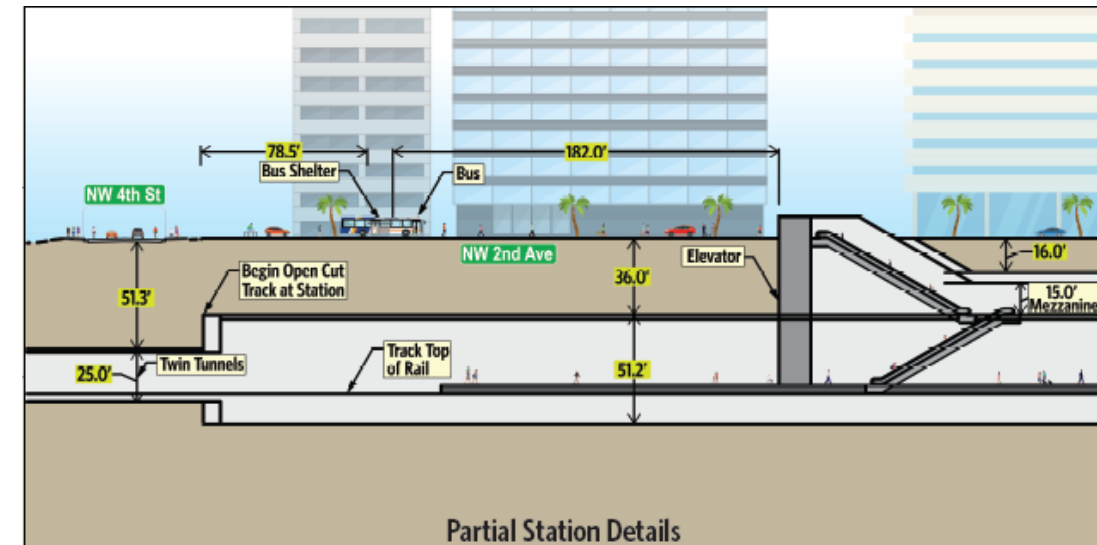 78.5'
182.0'
Bus Shelter
Bus
NW 4th St
NW 2nd Ave
Elevator
16.0'
Begin Open Cut
Track at Station
36.0'
51.3'
15.0'
Mezzanine
Twin Tunnels
25.0'
Track Top
of Rail
51.2'
Partial Station Details